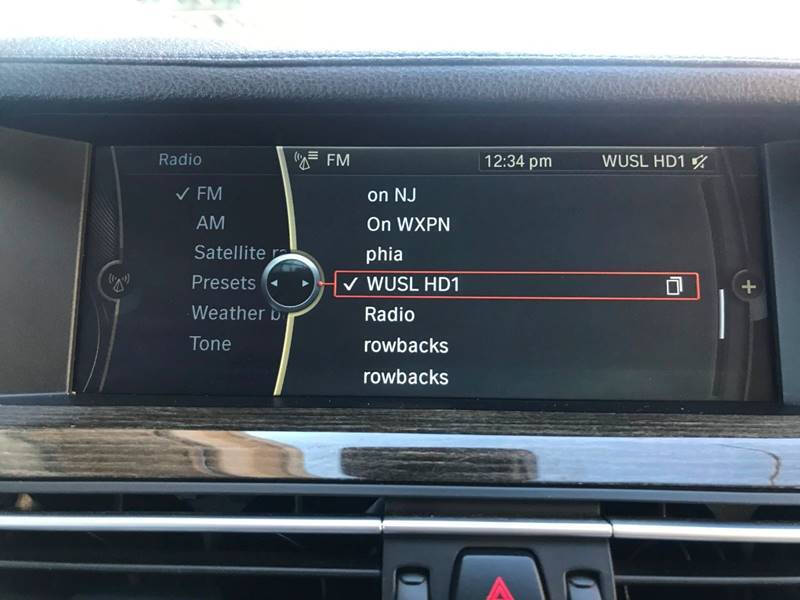 Radio
FM
AM
Satellite
Presets
Weather
Tone
FM
12:34 pm
WUSL HD1
on NJ
On WXPN
phia
WUSL HD1
Radio
rowbacks
rowbacks